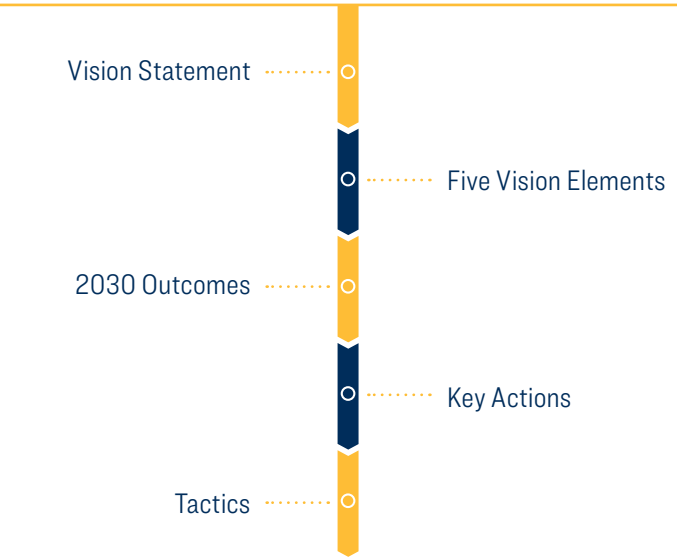 Vision Statement
Five Vision Elements
2030 Outcomes
Key Actions
Tactics